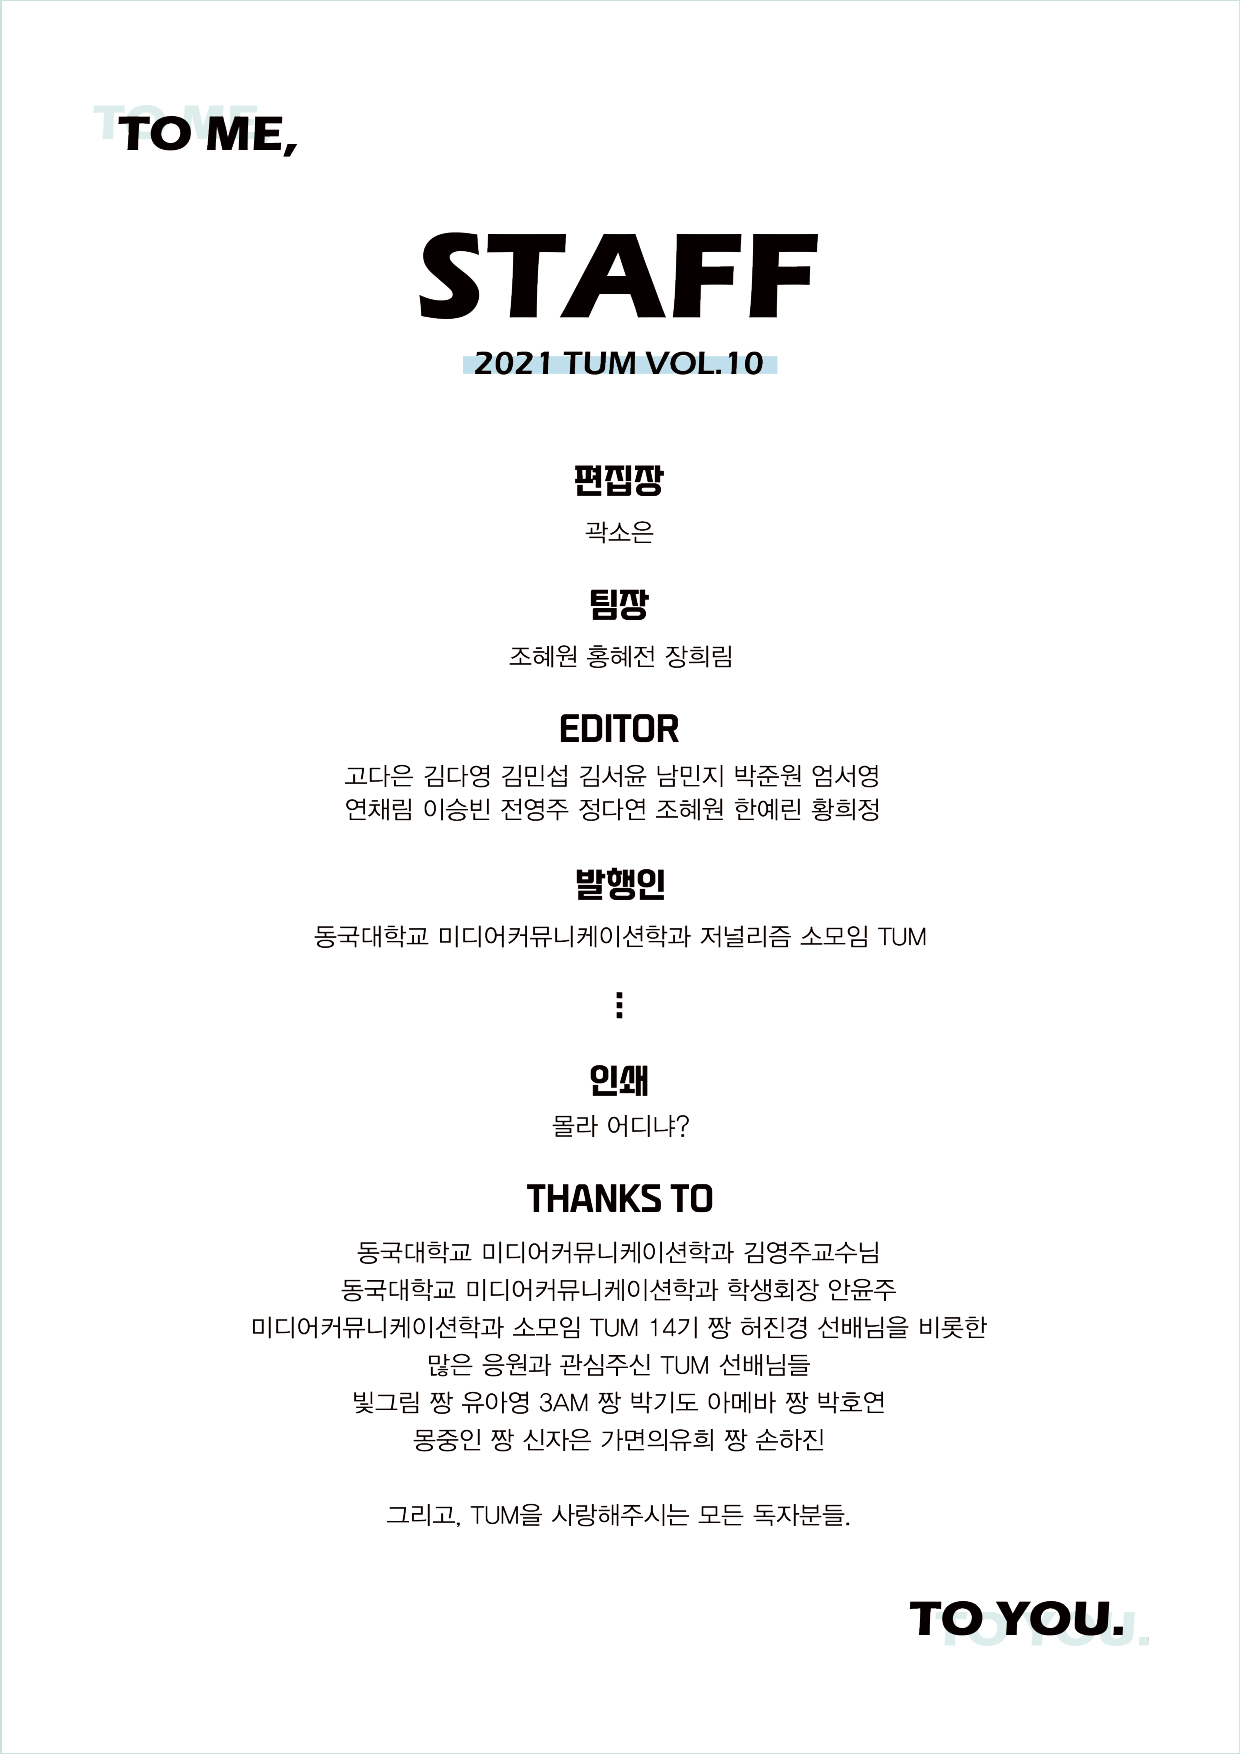 TO ME,
STAFF
2021 TUM VOL.10
편집장
곽소은
팀장
조혜원 홍혜전 장희림
EDITOR
고다은 김다영 김민섭 김서윤 남민지 박준원 엄서영
연채림 이승빈 전영주 정다연 조혜원 한예린 황희정
발행인
동국대학교 미디어커뮤니케이션학과 저널리즘 소모임 TUM
⋮
인쇄
몰라 어디냐?
THANKS TO
동국대학교 미디어커뮤니케이션학과 김영주교수님
동국대학교 미디어커뮤니케이션학과 학생회장 안윤주
미디어커뮤니케이션학과 소모임 TUM 14기 짱 허진경 선배님을 비롯한
많은 응원과 관심주신 TUM 선배님들
빛그림 짱 유아영 3AM 짱 박기도 아메바 짱 박호연
몽중인 짱 신자은 가면의유희 짱 손하진
그리고, TUM을 사랑해주시는 모든 독자분들.
TO YOU.